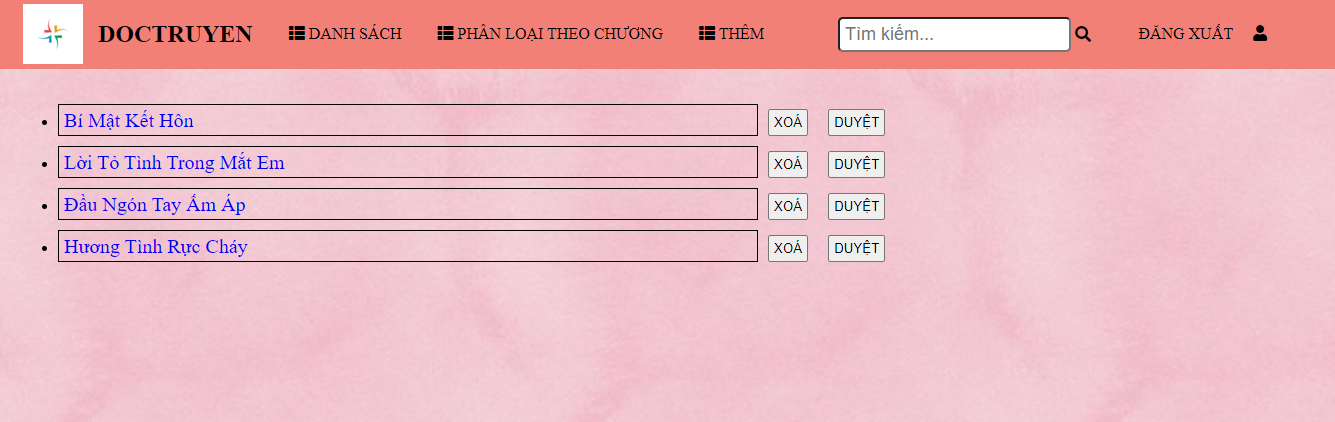 DOCTRUYEN DANH SÁCH PHÂN LOẠI THEO CHƯƠNG THÊM Tìm kiếm... ĐĂNG XUẤT
Bí Mật Kết Hôn XOÁ DUYỆT
Lời Tỏ Tình Trong Mắt Em XOÁ DUYỆT
Đầu Ngón Tay Ấm Áp XOÁ DUYỆT
Hương Tình Rực Cháy XOÁ DUYỆT